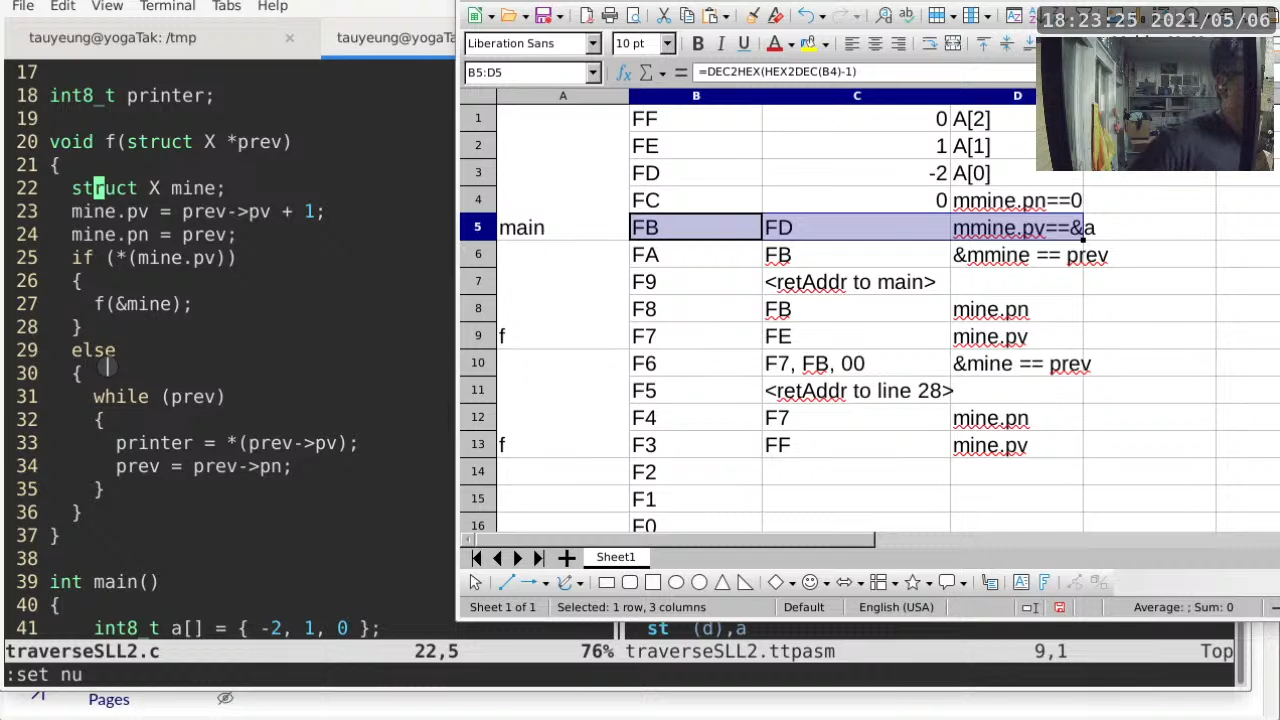 File Edit View Terminal Tabs Help
tauyeung@yogaTak: /tmp ×
tauyeung@yogaTa
17
18 int8_t printer;
19
20 void f(struct X *prev)
21 {
22 struct X mine;
23 mine.pv = prev->pv + 1;
24 mine.pn = prev;
25 if (*(mine.pv))
26 {
27 f(&mine);
28 }
29 else
30 {
31 while (prev)
32 {
33 printer = *(prev->pv);
34 prev = prev->pn;
35 }
36 }
37 }
38
39 int main()
40 {
41 int8_t a[] = { -2, 1, 0 };
traverseSLL2.c 22,5 76%
:set nu
Pages
18:23:25 2021/05/06
Liberation Sans 10 pt B I U A
B5:D5 fx Σ = =DEC2HEX(HEX2DEC(B4)-1)
A B C D
1 FF 0 A[2]
2 FE 1 A[1]
3 FD -2 A[0]
4 FC 0 mmine.pn==0
5 main FB FD mmine.pv==&a
6 FA FB &mmine == prev
7 F9 <retAddr to main>
8 F8 FB mine.pn
9 f F7 FE mine.pv
10 F6 F7, FB, 00 &mine == prev
11 F5 <retAddr to line 28>
12 F4 F7 mine.pn
13 f F3 FF mine.pv
14 F2
15 F1
16 F0
Sheet1
Sheet 1 of 1 Selected: 1 row, 3 columns Default English (USA) Average: ; Sum: 0
st (d),a
traverseSLL2.ttpasm 9,1 Top